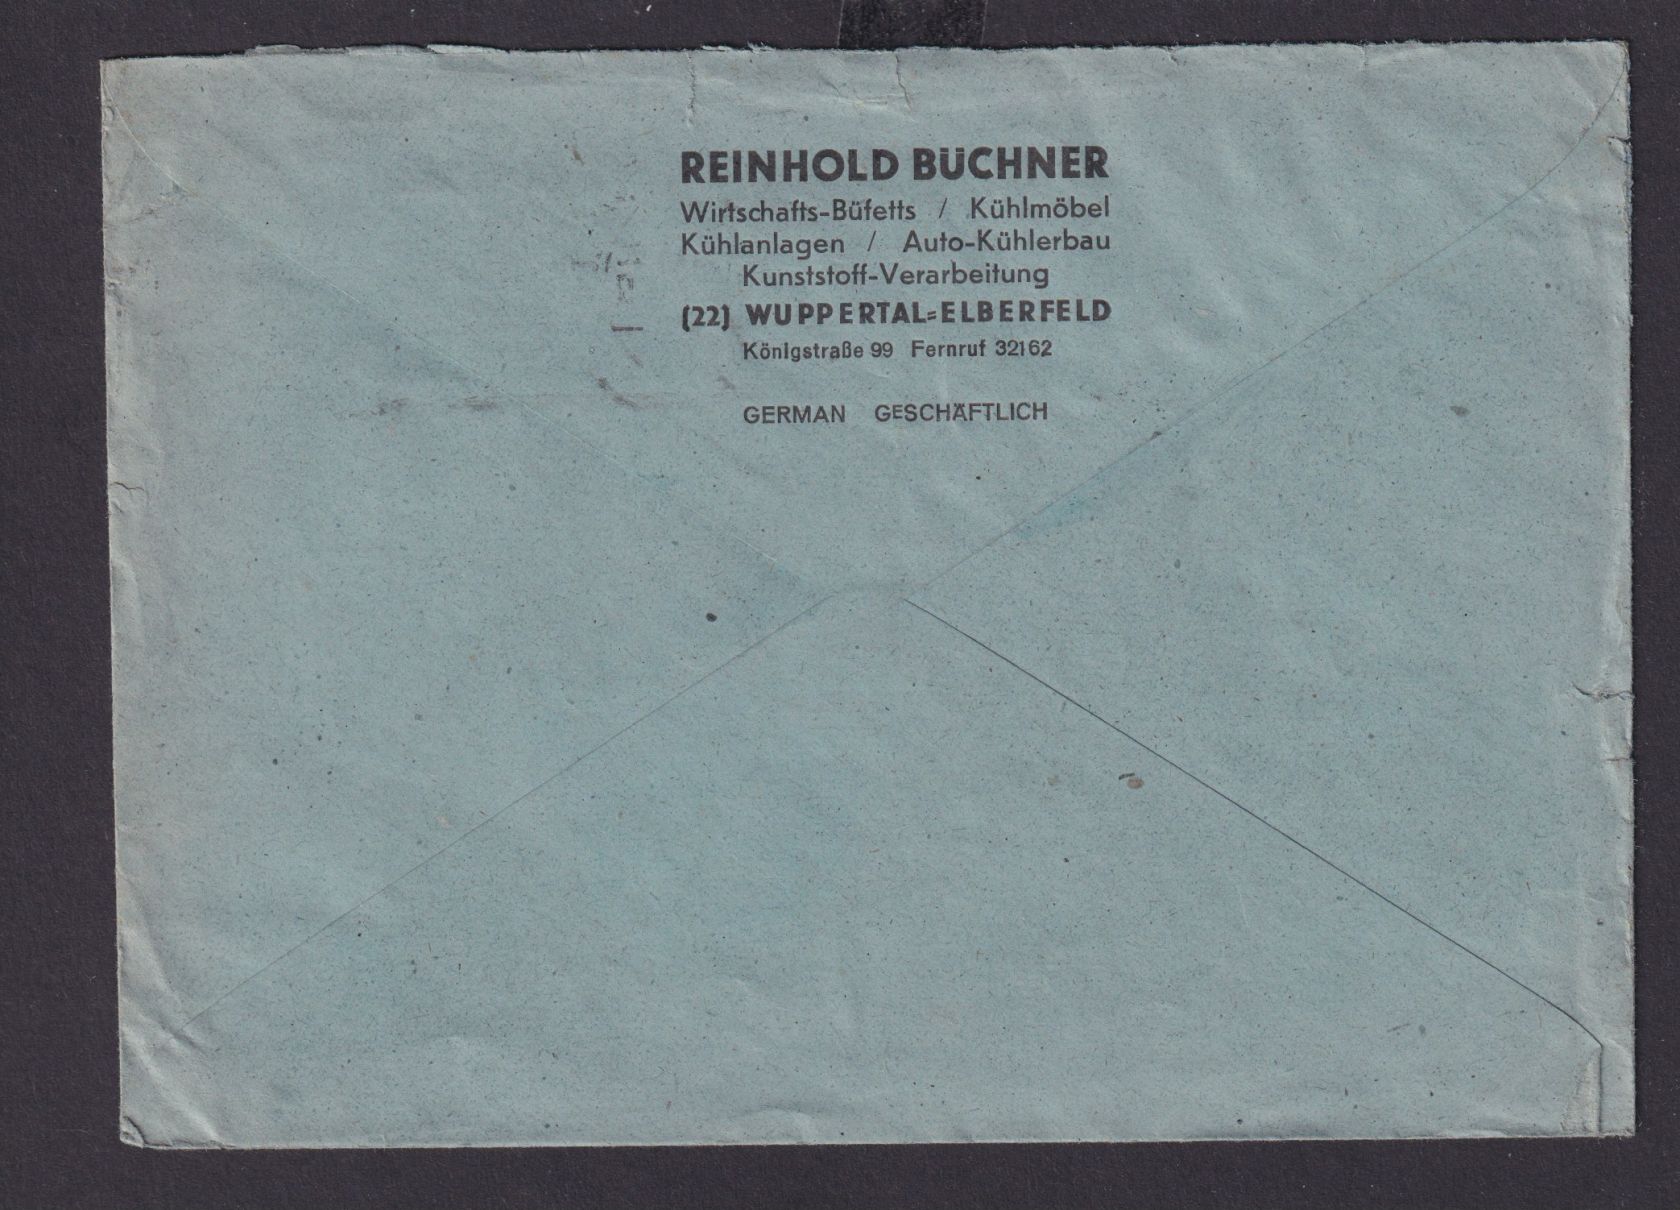 REINHOLD BÜCHNER
Wirtschafts-Büfetts / Kühlmöbel
Kühlanlagen / Auto-Kühlerbau
Kunststoff-Verarbeitung
(22) WUPPERTAL=ELBERFELD
Königstraße 99 Fernruf 32162
GERMAN GESCHÄFTLICH